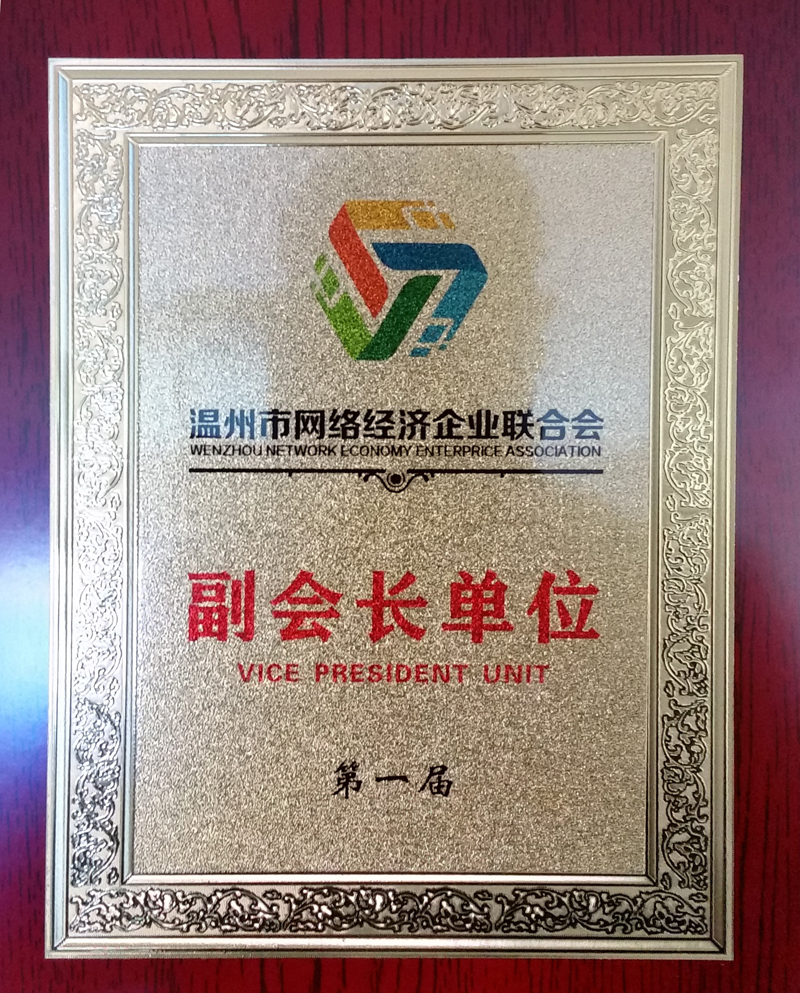 温州市网络经济企业联合会
WENZHOU NETWORK ECONOMY ENTERPRICE ASSOCIATION
副会长单位
VICE PRESIDENT UNIT
第一届